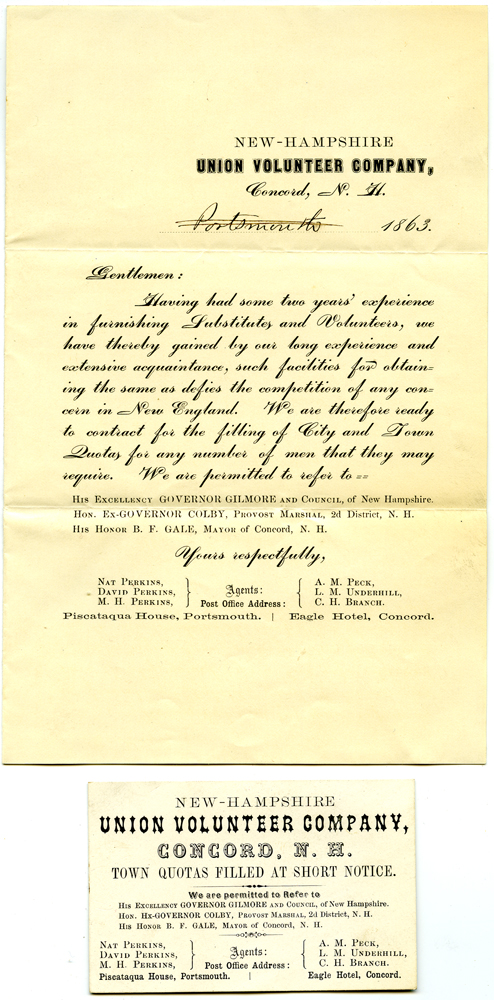 NEW-HAMPSHIRE
UNION VOLUNTEER COMPANY,
Concord, N. H.
Portsmouth 1863.
Gentlemen:
Having had some two years' experience
in furnishing Substitutes and Volunteers, we
have thereby gained by our long experience and
extensive acquaintance, such facilities for obtain=
ing the same as defies the competition of any con=
cern in New England. We are therefore ready
to contract for the filling of City and Town
Quotas for any number of men that they may
require. We are permitted to refer to ==
HIS EXCELLENCY GOVERNOR GILMORE AND COUNCIL, of New Hampshire.
HON. EX-GOVERNOR COLBY, PROVOST MARSHAL, 2d District, N. H.
HIS HONOR B. F. GALE, MAYOR of Concord, N. H.
Yours respectfully,
NAT PERKINS,
DAVID PERKINS,
M. H. PERKINS,
Agents:
Post Office Address:
A. M. PECK,
L. M. UNDERHILL,
C. H. BRANCH.
Piscataqua House, Portsmouth. | Eagle Hotel, Concord.
NEW-HAMPSHIRE
UNION VOLUNTEER COMPANY,
CONCORD, N. H.
TOWN QUOTAS FILLED AT SHORT NOTICE.
We are permitted to Refer to
HIS EXCELLENCY GOVERNOR GILMORE AND COUNCIL, of New Hampshire.
HON. HX-GOVERNOR COLBY, PROVOST MARSHAL, 2d District, N. H.
HIS HONOR B. F. GALE, MAYOR of Concord, N. H.
NAT PERKINS,
DAVID PERKINS,
M. H. PERKINS,
Agents:
Post Office Address:
A. M. PECK,
L. M. UNDERHILL,
C. H. BRANCH.
Piscataqua House, Portsmouth. | Eagle Hotel, Concord.